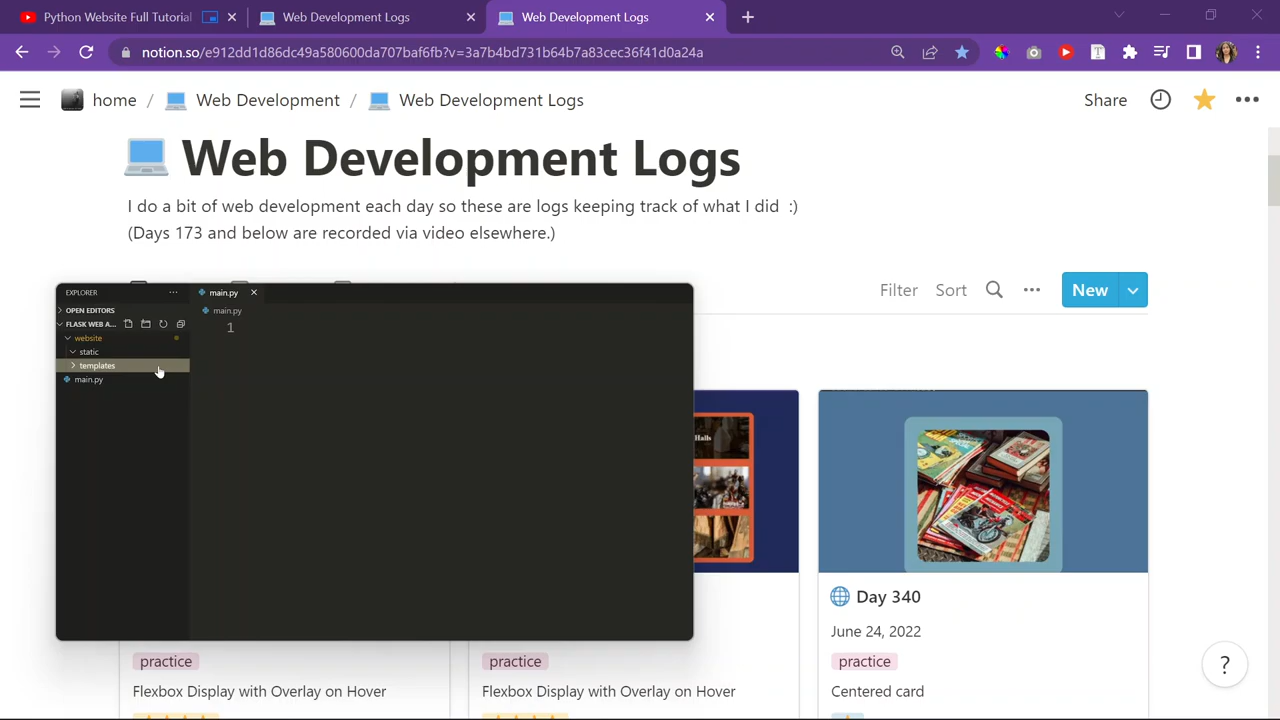 Python Website Full Tutorial
Web Development Logs
Web Development Logs
notion.so/e912dd1d86dc49a580600da707baf6fb?v=3a7b4bd731b64b7a83cec36f41d0a24a
home / Web Development / Web Development Logs
Share
Web Development Logs
I do a bit of web development each day so these are logs keeping track of what I did :)
(Days 173 and below are recorded via video elsewhere.)
Filter
Sort
New
EXPLORER
main.py
OPEN EDITORS
main.py
FLASK WEB A...
1
website
static
templates
main.py
Halls
Day 340
June 24, 2022
practice
practice
practice
Flexbox Display with Overlay on Hover
Flexbox Display with Overlay on Hover
Centered card
?